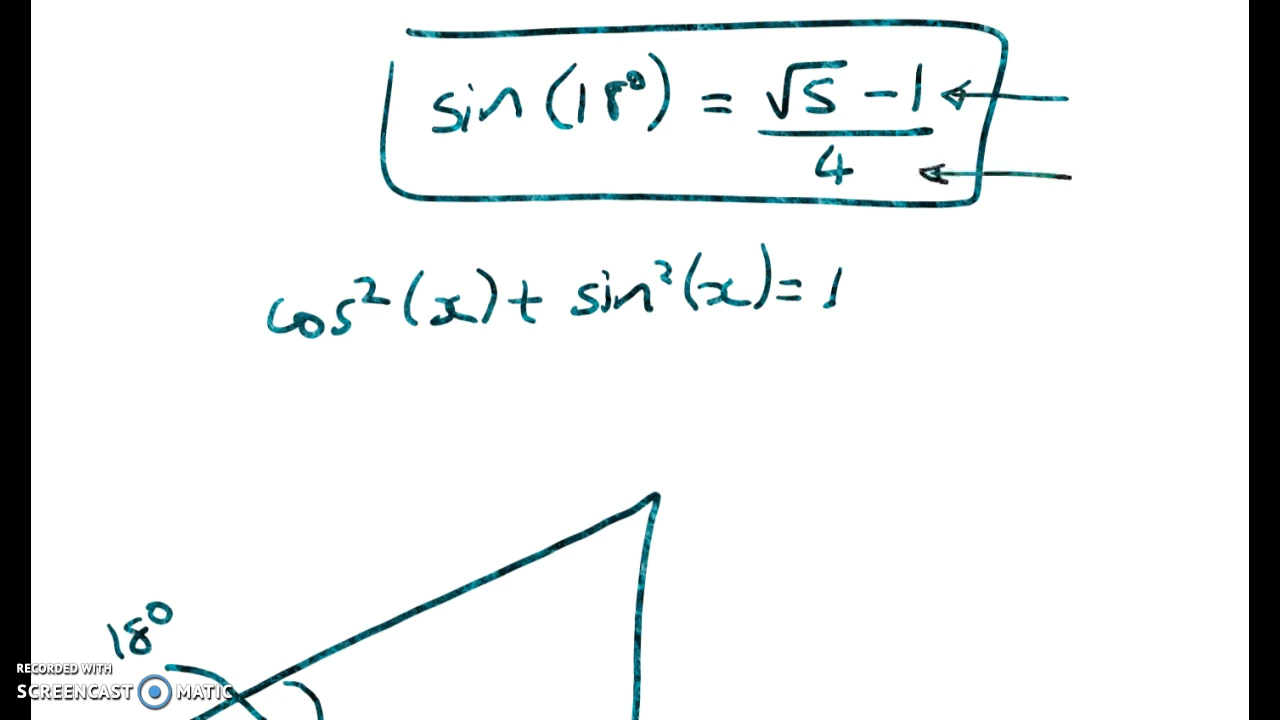 sin(18°) = √5 - 1
4
cos²(x) + sin²(x) = 1
18°
RECORDED WITH
SCREENCAST MATIC